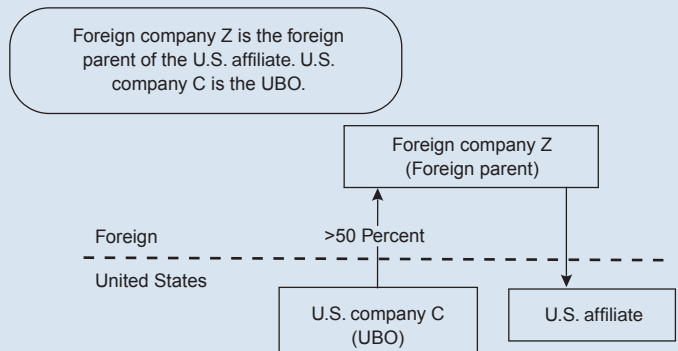 Foreign company Z is the foreign
parent of the U.S. affiliate. U.S.
company C is the UBO.
Foreign company Z
(Foreign parent)
Foreign
>50 Percent
United States
U.S. company C
(UBO)
U.S. affiliate